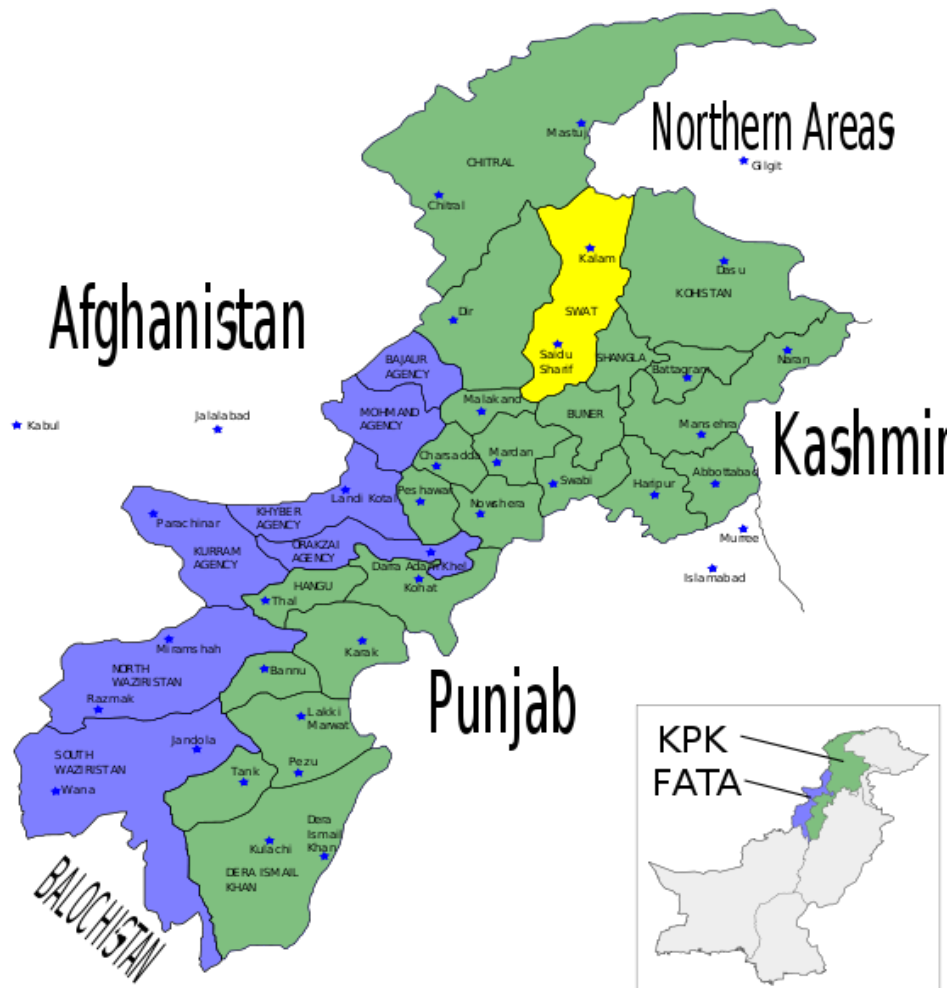 Northern Areas
Mastuj
CHITRAL
Gilgit
Chitral
Kalam
Dasu
KOHISTAN
Afghanistan
Dir
SWAT
Saidu
Sharif
SHANGLA
Naran
BAJAUR
AGENCY
Battagram
Malakand
MOHMAND
AGENCY
BUNER
Jalalabad
Kabul
Mansehra
Kashmir
Charsadda
Mardan
Abbottabad
Landi Kotal
Peshawar
Swabi
Haripur
Nowshera
KHYBER
AGENCY
Parachinar
Murree
KURRAM
AGENCY
ORAKZAI
AGENCY
Darra Adam Khel
Kohat
Islamabad
HANGU
Thal
Miramshah
Karak
NORTH
WAZIRISTAN
Bannu
Razmak
Punjab
Lakki
Marwat
Jandola
SOUTH
WAZIRISTAN
Tank
Pezu
Wana
KPK
FATA
Dera
Ismail
Khan
Kulachi
DERA ISMAIL
KHAN
BALOCHISTAN